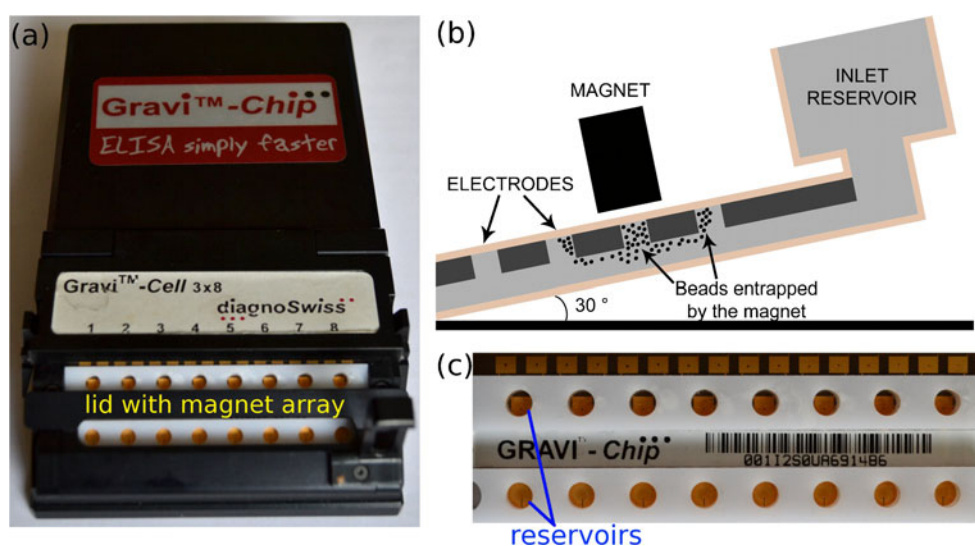 (a)
Gravi™-Chip
ELISA simply faster
Gravi™-Cell 3x8
diagnoSwiss
1 2 3 4 5 6 7 8
lid with magnet array
(b)
MAGNET
INLET
RESERVOIR
ELECTRODES
30 °
Beads entrapped
by the magnet
(c)
GRAVI™-Chip
001I2S0UA691486
reservoirs